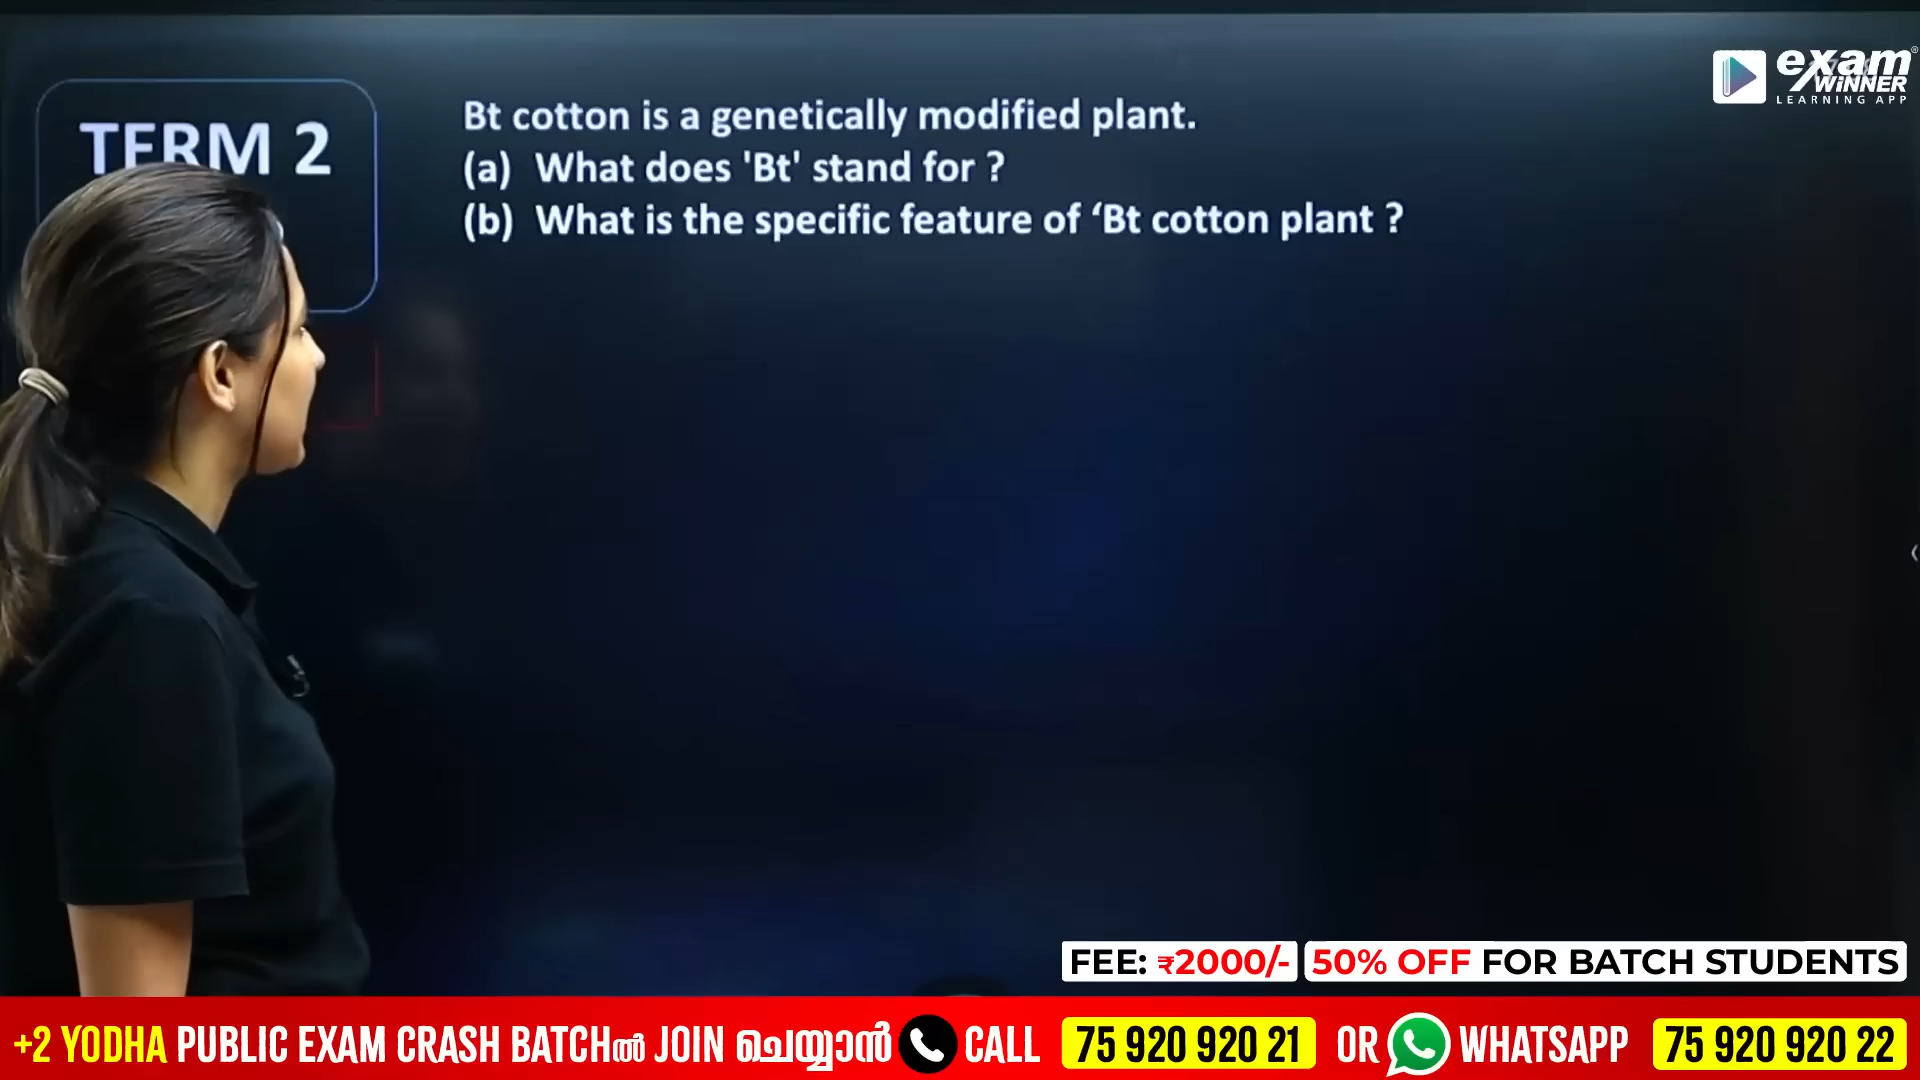 TERM 2
Bt cotton is a genetically modified plant.
(a) What does 'Bt' stand for ?
(b) What is the specific feature of ‘Bt cotton plant ?
exam
WiNNER
LEARNING APP
FEE: ₹2000/- 50% OFF FOR BATCH STUDENTS
+2 YODHA PUBLIC EXAM CRASH BATCHൽ JOIN ചെയ്യാൻ CALL 75 920 920 21 OR WHATSAPP 75 920 920 22